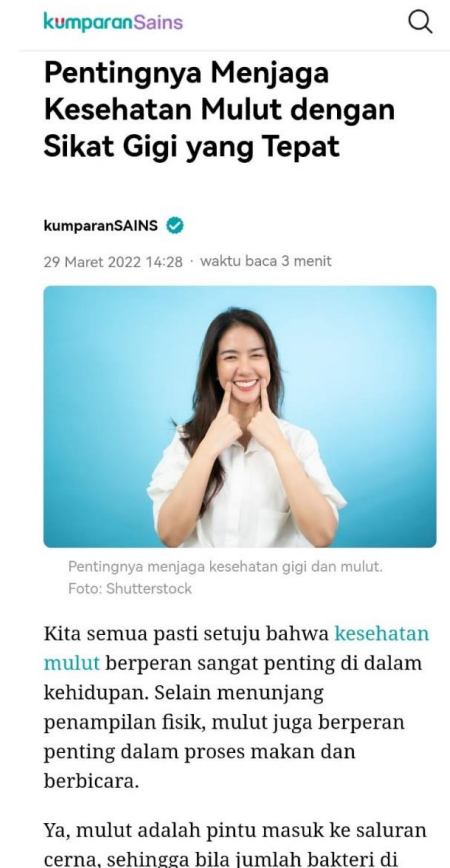 kumparanSains
Pentingnya Menjaga
Kesehatan Mulut dengan
Sikat Gigi yang Tepat
kumparanSAINS
29 Maret 2022 14:28 · waktu baca 3 menit
Pentingnya menjaga kesehatan gigi dan mulut.
Foto: Shutterstock
Kita semua pasti setuju bahwa kesehatan
mulut berperan sangat penting di dalam
kehidupan. Selain menunjang
penampilan fisik, mulut juga berperan
penting dalam proses makan dan
berbicara.
Ya, mulut adalah pintu masuk ke saluran
cerna, sehingga bila jumlah bakteri di